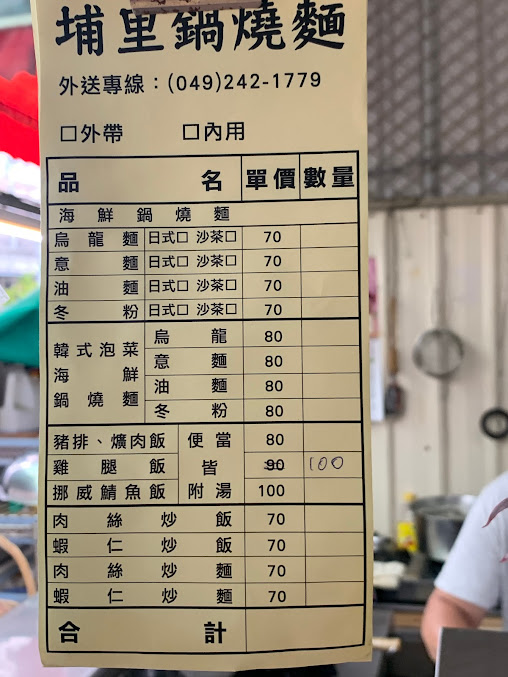 埔里鍋燒麵
外送專線：(049)242-1779
□外帶 □內用
品名 單價 數量
海鮮鍋燒麵
烏龍麵 日式□ 沙茶□ 70
意麵 日式□ 沙茶□ 70
油麵 日式□ 沙茶□ 70
冬粉 日式□ 沙茶□ 70
韓式泡菜海鮮鍋燒麵
烏龍 80
意麵 80
油麵 80
冬粉 80
豬排、爌肉飯 便當 80
雞腿飯 皆 90 100
挪威鯖魚飯 附湯 100
肉絲炒飯 70
蝦仁炒飯 70
肉絲炒麵 70
蝦仁炒麵 70
合計